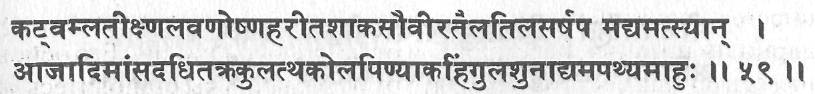 कट्वम्लतीक्ष्णलवणोष्णहरीतशाकसौवीरतैलतिलसर्षप मद्यमत्स्यान् ।
आजादिमांसदधितक्रकुलत्थकोलपिण्याकहिंगुलशुनाद्यमपथ्यमाहुः ॥ ५९ ॥